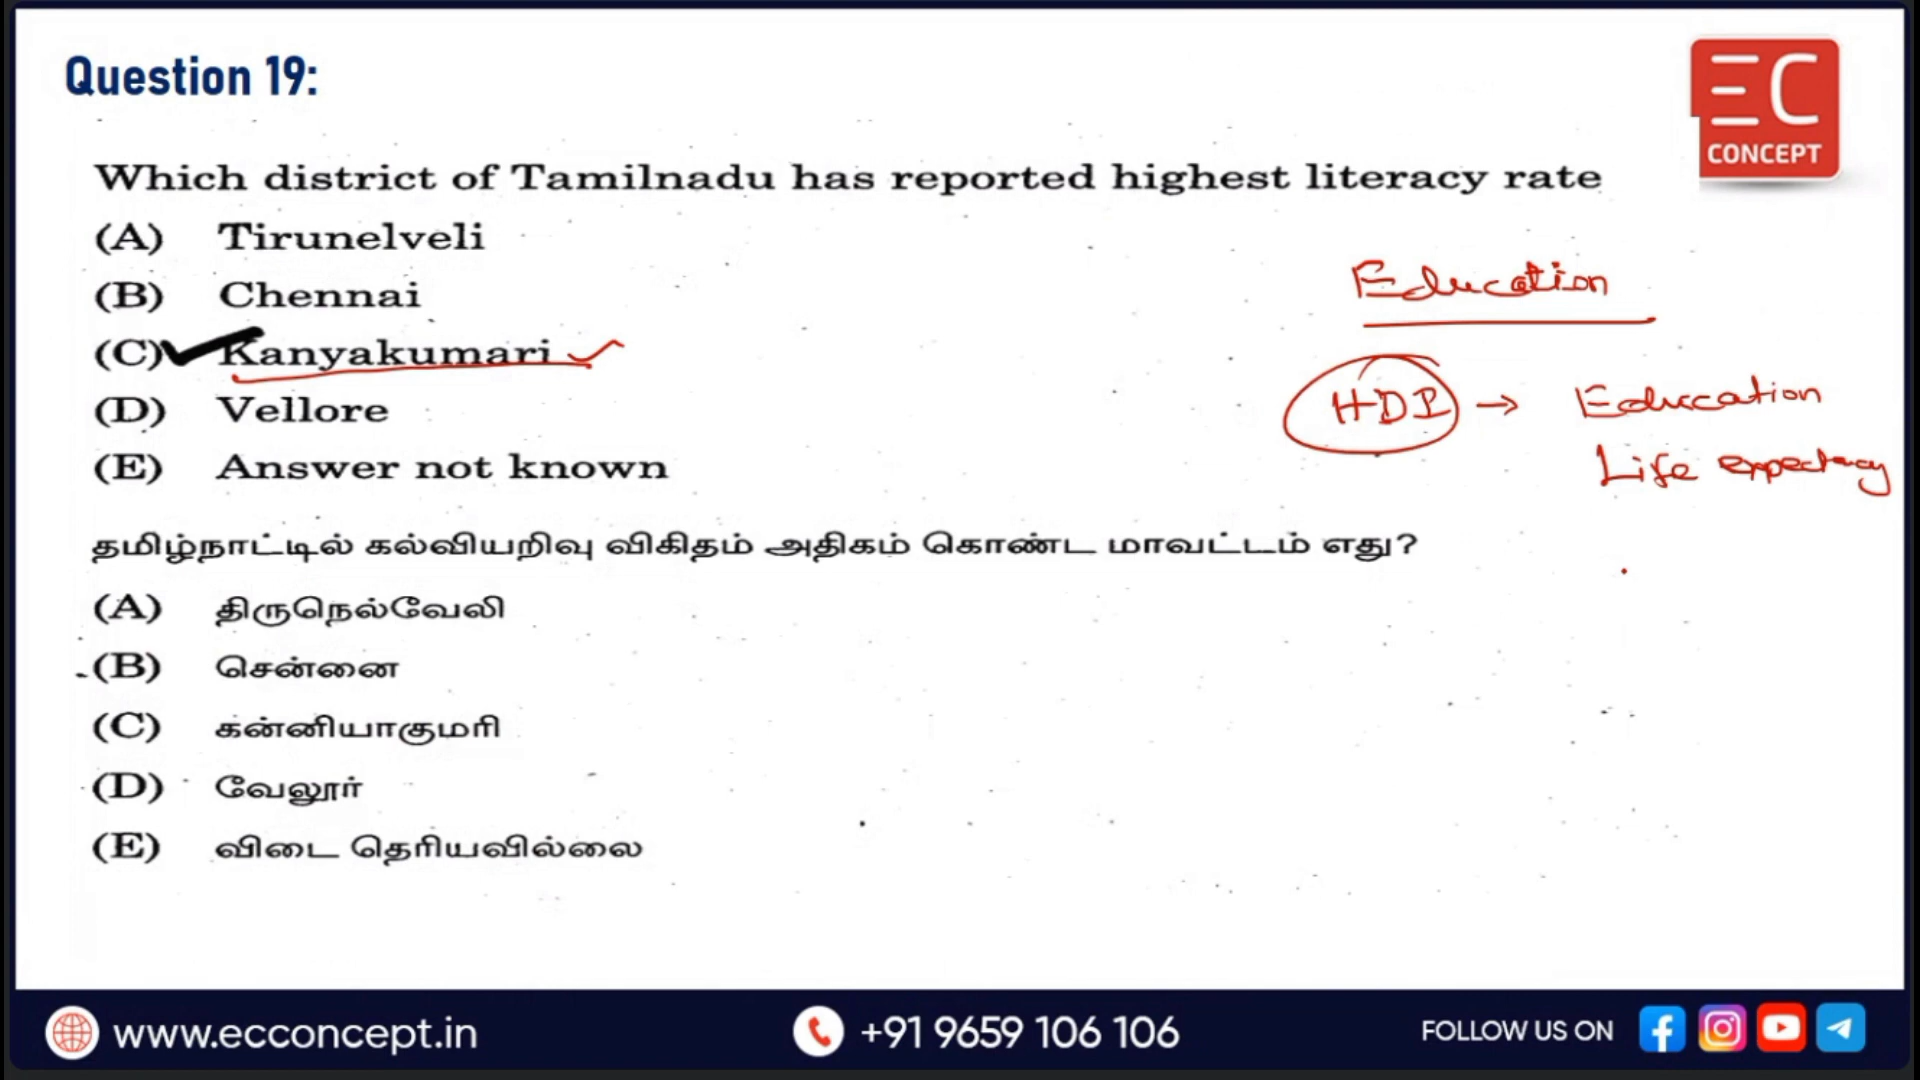 Question 19:
EC
CONCEPT
Which district of Tamilnadu has reported highest literacy rate
(A) Tirunelveli
(B) Chennai
(C) Kanyakumari
(D) Vellore
(E) Answer not known
Education
HDI → Education
Life expectancy
தமிழ்நாட்டில் கல்வியறிவு விகிதம் அதிகம் கொண்ட மாவட்டம் எது?
(A) திருநெல்வேலி
(B) சென்னை
(C) கன்னியாகுமரி
(D) வேலூர்
(E) விடை தெரியவில்லை
www.ecconcept.in
+91 9659 106 106
FOLLOW US ON